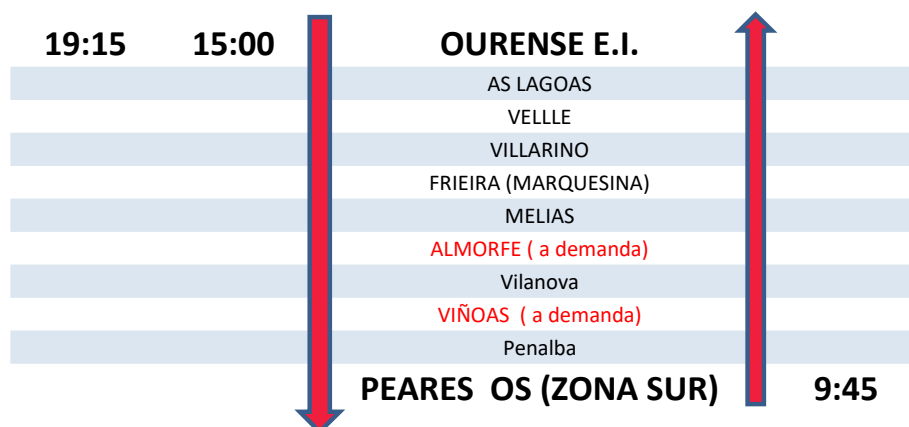 19:15 15:00 OURENSE E.I.
AS LAGOAS
VELLLE
VILLARINO
FRIEIRA (MARQUESINA)
MELIAS
ALMORFE ( a demanda)
Vilanova
VIÑOAS ( a demanda)
Penalba
PEARES OS (ZONA SUR) 9:45